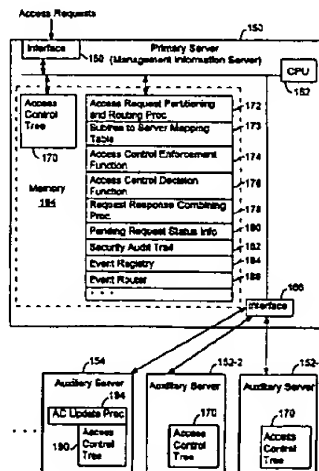 Access Requests
150
Interface
Primary Server
(Management Information Server)
160
CPU
162
Access
Control
Tree
170
Memory
164
Access Request Partitioning
and Routing Proc
172
Subtree to Server Mapping
Table
173
Access Control Enforcement
Function
174
Access Control Decision
Function
176
Request Response Combining
Proc.
178
Pending Request Status Info
180
Security Audit Trail
182
Event Registry
184
Event Router
186
. . .
Interface
166
154
Auxiliary Server
194
AC Update Proc
190
Access
Control
Tree
152-2
Auxiliary Server
170
Access
Control
Tree
152-
Auxiliary Server
170
Access
Control
Tree